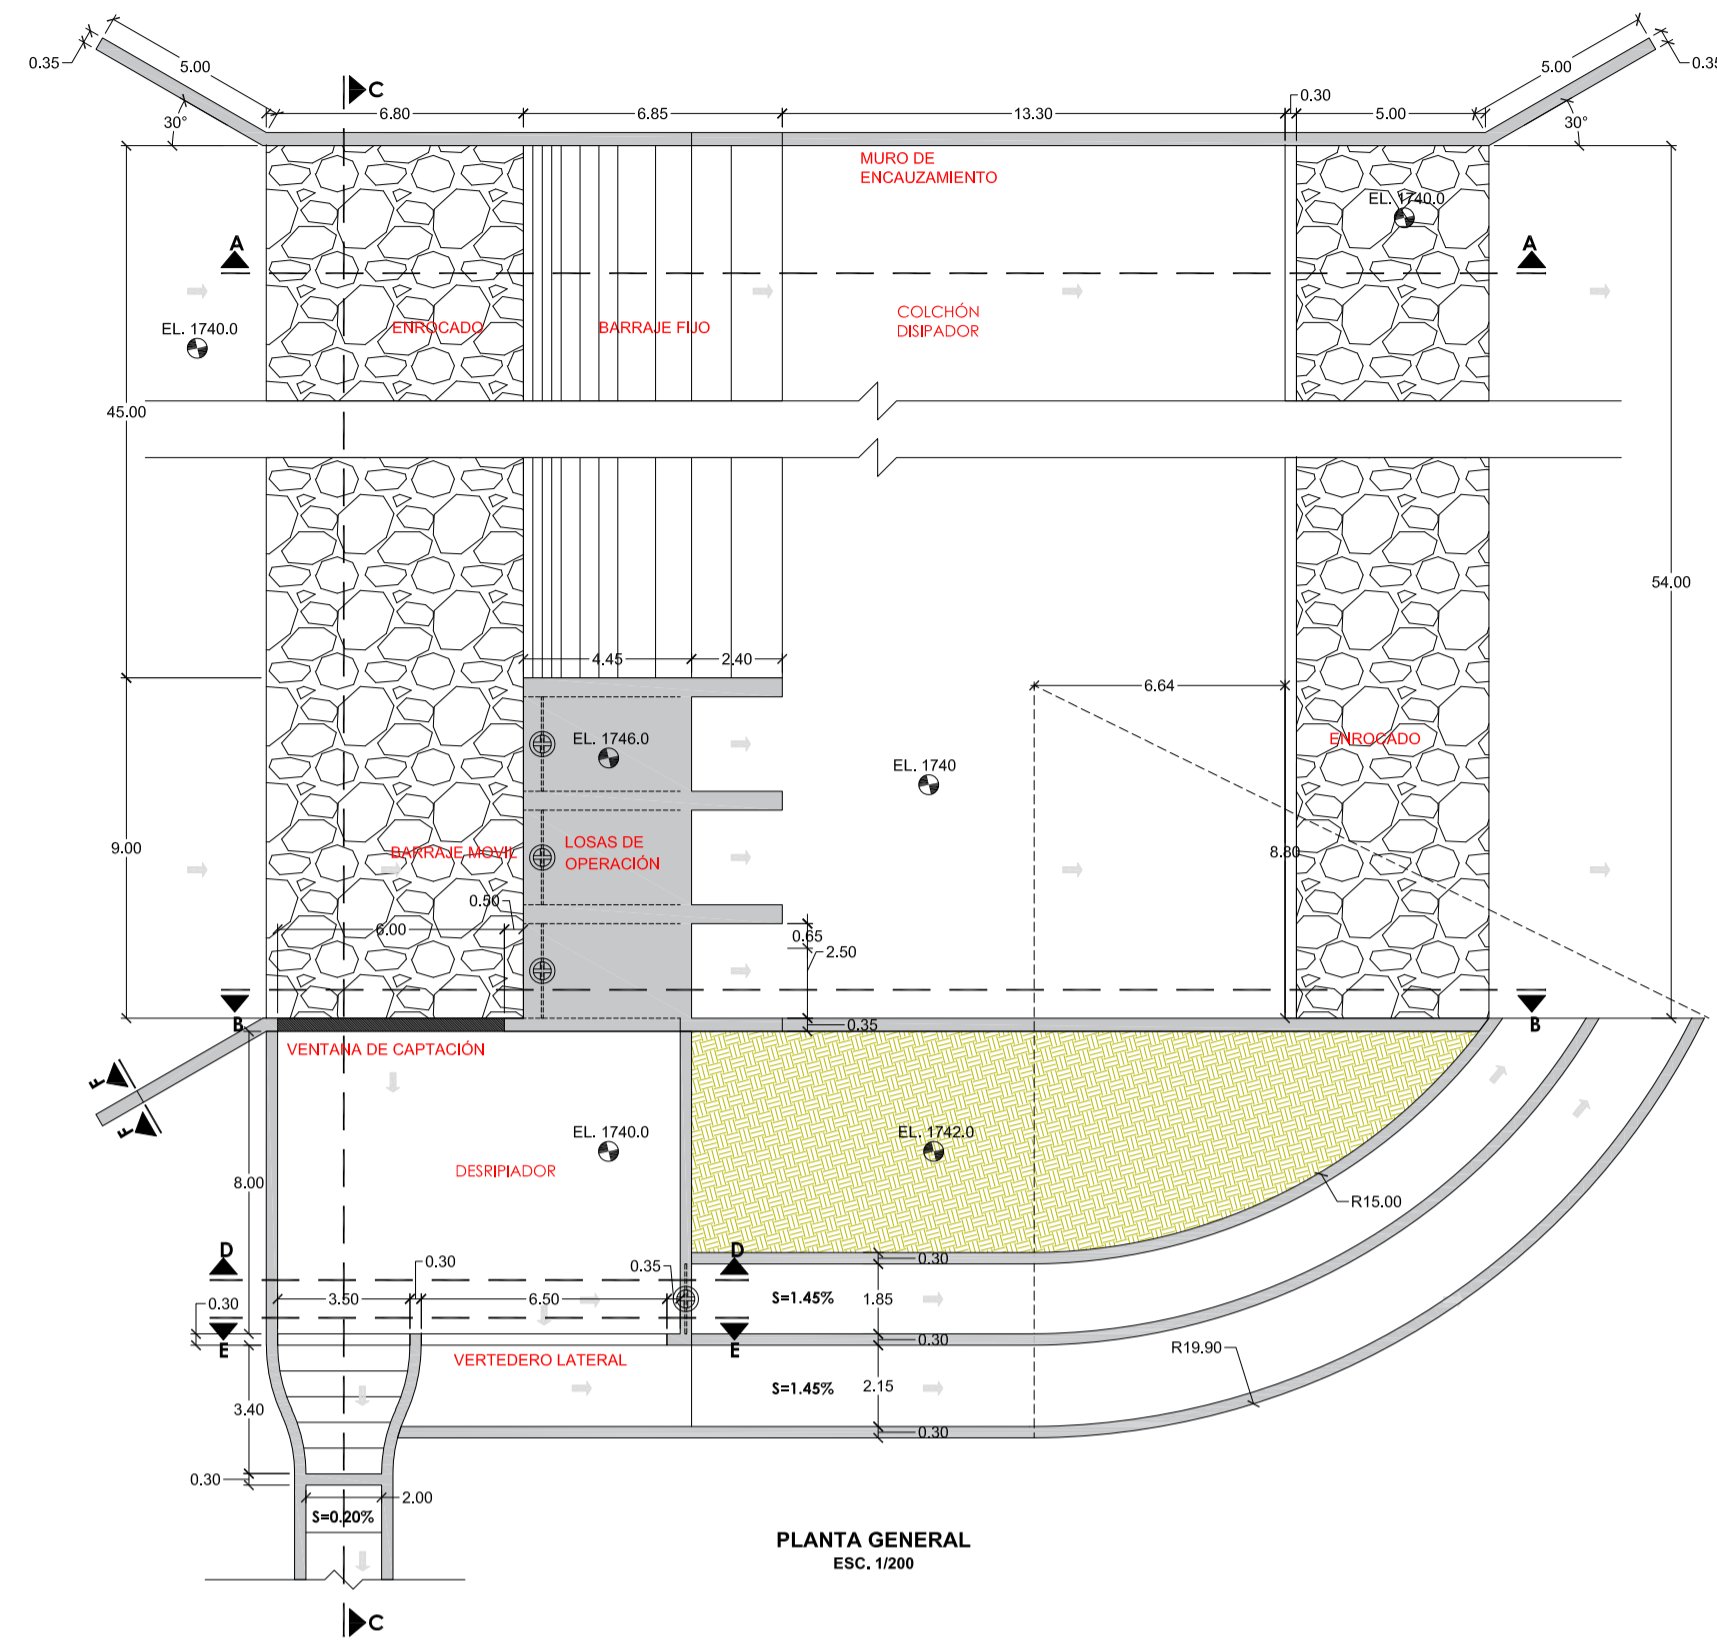 0.35
5.00
30°
C
6.80
6.85
13.30
0.30
5.00
5.00
0.35
30°
MURO DE
ENCAUZAMIENTO
EL. 1740.0
A
A
EL. 1740.0
ENROCADO
BARRAJE FIJO
COLCHÓN
DISIPADOR
45.00
54.00
4.45
2.40
6.64
EL. 1746.0
EL. 1740
ENROCADO
9.00
BARRAJE MOVIL
LOSAS DE
OPERACIÓN
8.80
0.50
6.00
0.65
2.50
B
B
0.35
VENTANA DE CAPTACIÓN
F
F
EL. 1740.0
EL. 1742.0
DESRIPIADOR
8.00
R15.00
D
D
0.30
0.35
0.30
0.30
3.50
6.50
S=1.45%
1.85
E
E
0.30
VERTEDERO LATERAL
R19.90
S=1.45%
2.15
3.40
0.30
0.30
2.00
S=0.20%
PLANTA GENERAL
ESC. 1/200
C